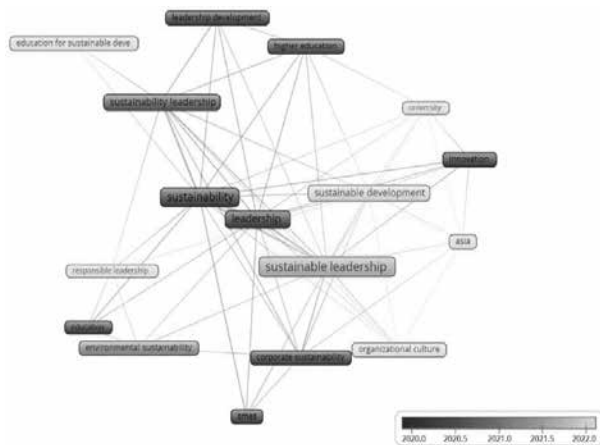 leadership development
education for sustainable deve
higher education
sustainability leadership
university
innovation
sustainability
sustainable development
leadership
asia
sustainable leadership
responsible leadership
education
environmental sustainability
organizational culture
corporate sustainability
smes
2020.0 2020.5 2021.0 2021.5 2022.0